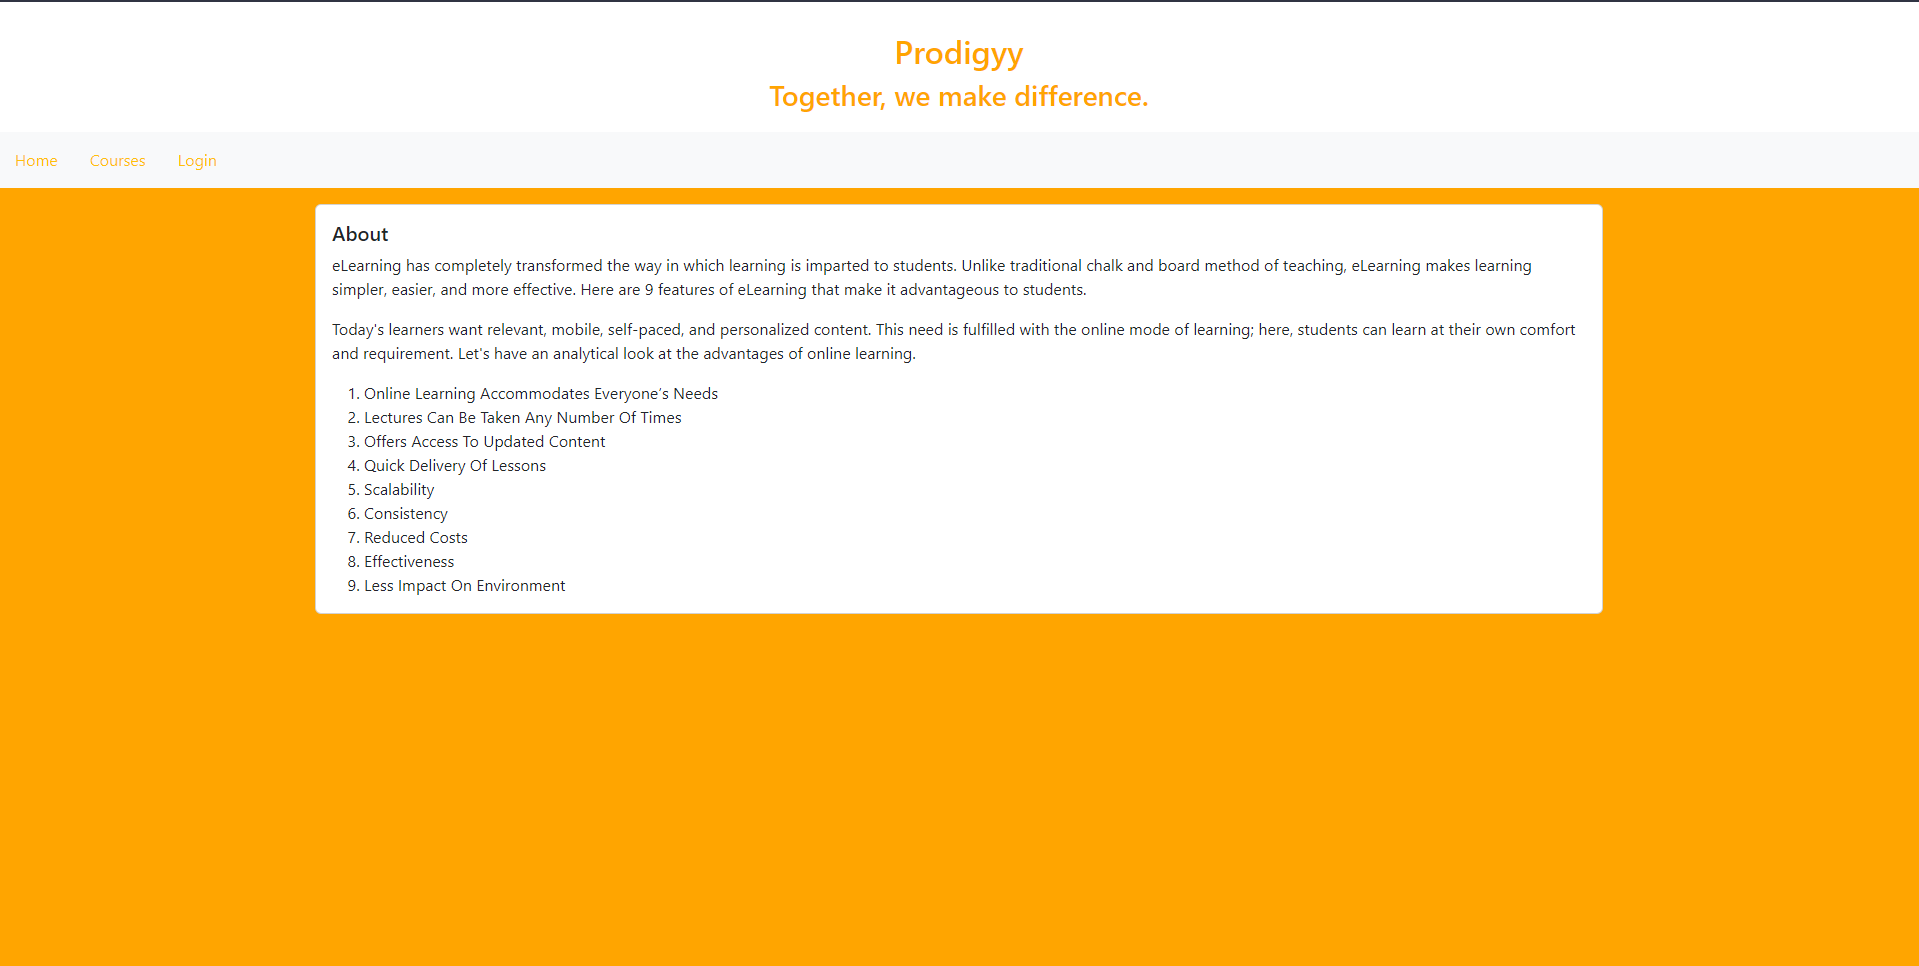 Prodigyy
Together, we make difference.
Home Courses Login
About
eLearning has completely transformed the way in which learning is imparted to students. Unlike traditional chalk and board method of teaching, eLearning makes learning
simpler, easier, and more effective. Here are 9 features of eLearning that make it advantageous to students.
Today's learners want relevant, mobile, self-paced, and personalized content. This need is fulfilled with the online mode of learning; here, students can learn at their own comfort
and requirement. Let's have an analytical look at the advantages of online learning.
1. Online Learning Accommodates Everyone’s Needs
2. Lectures Can Be Taken Any Number Of Times
3. Offers Access To Updated Content
4. Quick Delivery Of Lessons
5. Scalability
6. Consistency
7. Reduced Costs
8. Effectiveness
9. Less Impact On Environment